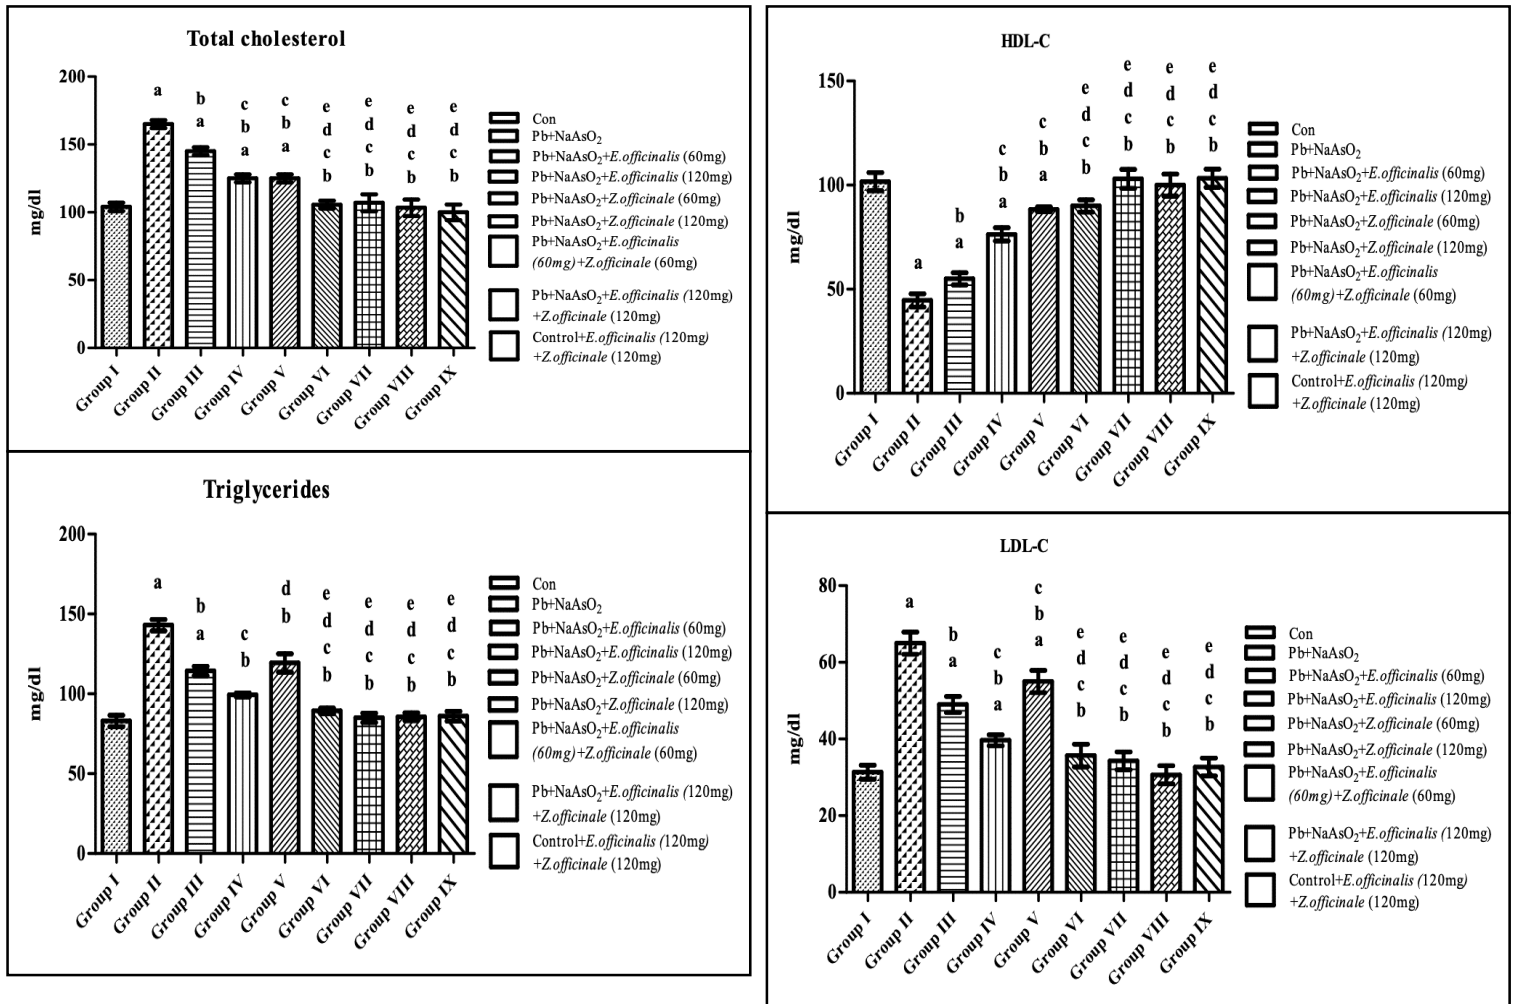 Total cholesterol
200
150
100
50
0
mg/dl
a
b
a
c
b
a
c
b
a
e
d
c
b
e
d
c
b
e
d
c
b
e
d
c
b
Group I
Group II
Group III
Group IV
Group V
Group VI
Group VII
Group VIII
Group IX
Con
Pb+NaAsO₂
Pb+NaAsO₂+E.officinalis (60mg)
Pb+NaAsO₂+E.officinalis (120mg)
Pb+NaAsO₂+Z.officinale (60mg)
Pb+NaAsO₂+Z.officinale (120mg)
Pb+NaAsO₂+E.officinalis
(60mg)+Z.officinale (60mg)
Pb+NaAsO₂+E.officinalis (120mg)
+Z.officinale (120mg)
Control+E.officinalis (120mg)
+Z.officinale (120mg)
HDL-C
150
100
50
0
mg/dl
a
b
a
c
b
a
c
b
a
e
d
c
b
e
d
c
b
e
d
c
b
e
d
c
b
Group I
Group II
Group III
Group IV
Group V
Group VI
Group VII
Group VIII
Group IX
Con
Pb+NaAsO₂
Pb+NaAsO₂+E.officinalis (60mg)
Pb+NaAsO₂+E.officinalis (120mg)
Pb+NaAsO₂+Z.officinale (60mg)
Pb+NaAsO₂+Z.officinale (120mg)
Pb+NaAsO₂+E.officinalis
(60mg)+Z.officinale (60mg)
Pb+NaAsO₂+E.officinalis (120mg)
+Z.officinale (120mg)
Control+E.officinalis (120mg)
+Z.officinale (120mg)
Triglycerides
200
150
100
50
0
mg/dl
a
b
a
c
b
d
b
e
d
c
b
e
d
c
b
e
d
c
b
e
d
c
b
Group I
Group II
Group III
Group IV
Group V
Group VI
Group VII
Group VIII
Group IX
Con
Pb+NaAsO₂
Pb+NaAsO₂+E.officinalis (60mg)
Pb+NaAsO₂+E.officinalis (120mg)
Pb+NaAsO₂+Z.officinale (60mg)
Pb+NaAsO₂+Z.officinale (120mg)
Pb+NaAsO₂+E.officinalis
(60mg)+Z.officinale (60mg)
Pb+NaAsO₂+E.officinalis (120mg)
+Z.officinale (120mg)
Control+E.officinalis (120mg)
+Z.officinale (120mg)
LDL-C
80
60
40
20
0
mg/dl
a
b
a
c
b
a
c
b
a
e
d
c
b
e
d
c
b
e
d
c
b
e
d
c
b
Group I
Group II
Group III
Group IV
Group V
Group VI
Group VII
Group VIII
Group IX
Con
Pb+NaAsO₂
Pb+NaAsO₂+E.officinalis (60mg)
Pb+NaAsO₂+E.officinalis (120mg)
Pb+NaAsO₂+Z.officinale (60mg)
Pb+NaAsO₂+Z.officinale (120mg)
Pb+NaAsO₂+E.officinalis
(60mg)+Z.officinale (60mg)
Pb+NaAsO₂+E.officinalis (120mg)
+Z.officinale (120mg)
Control+E.officinalis (120mg)
+Z.officinale (120mg)